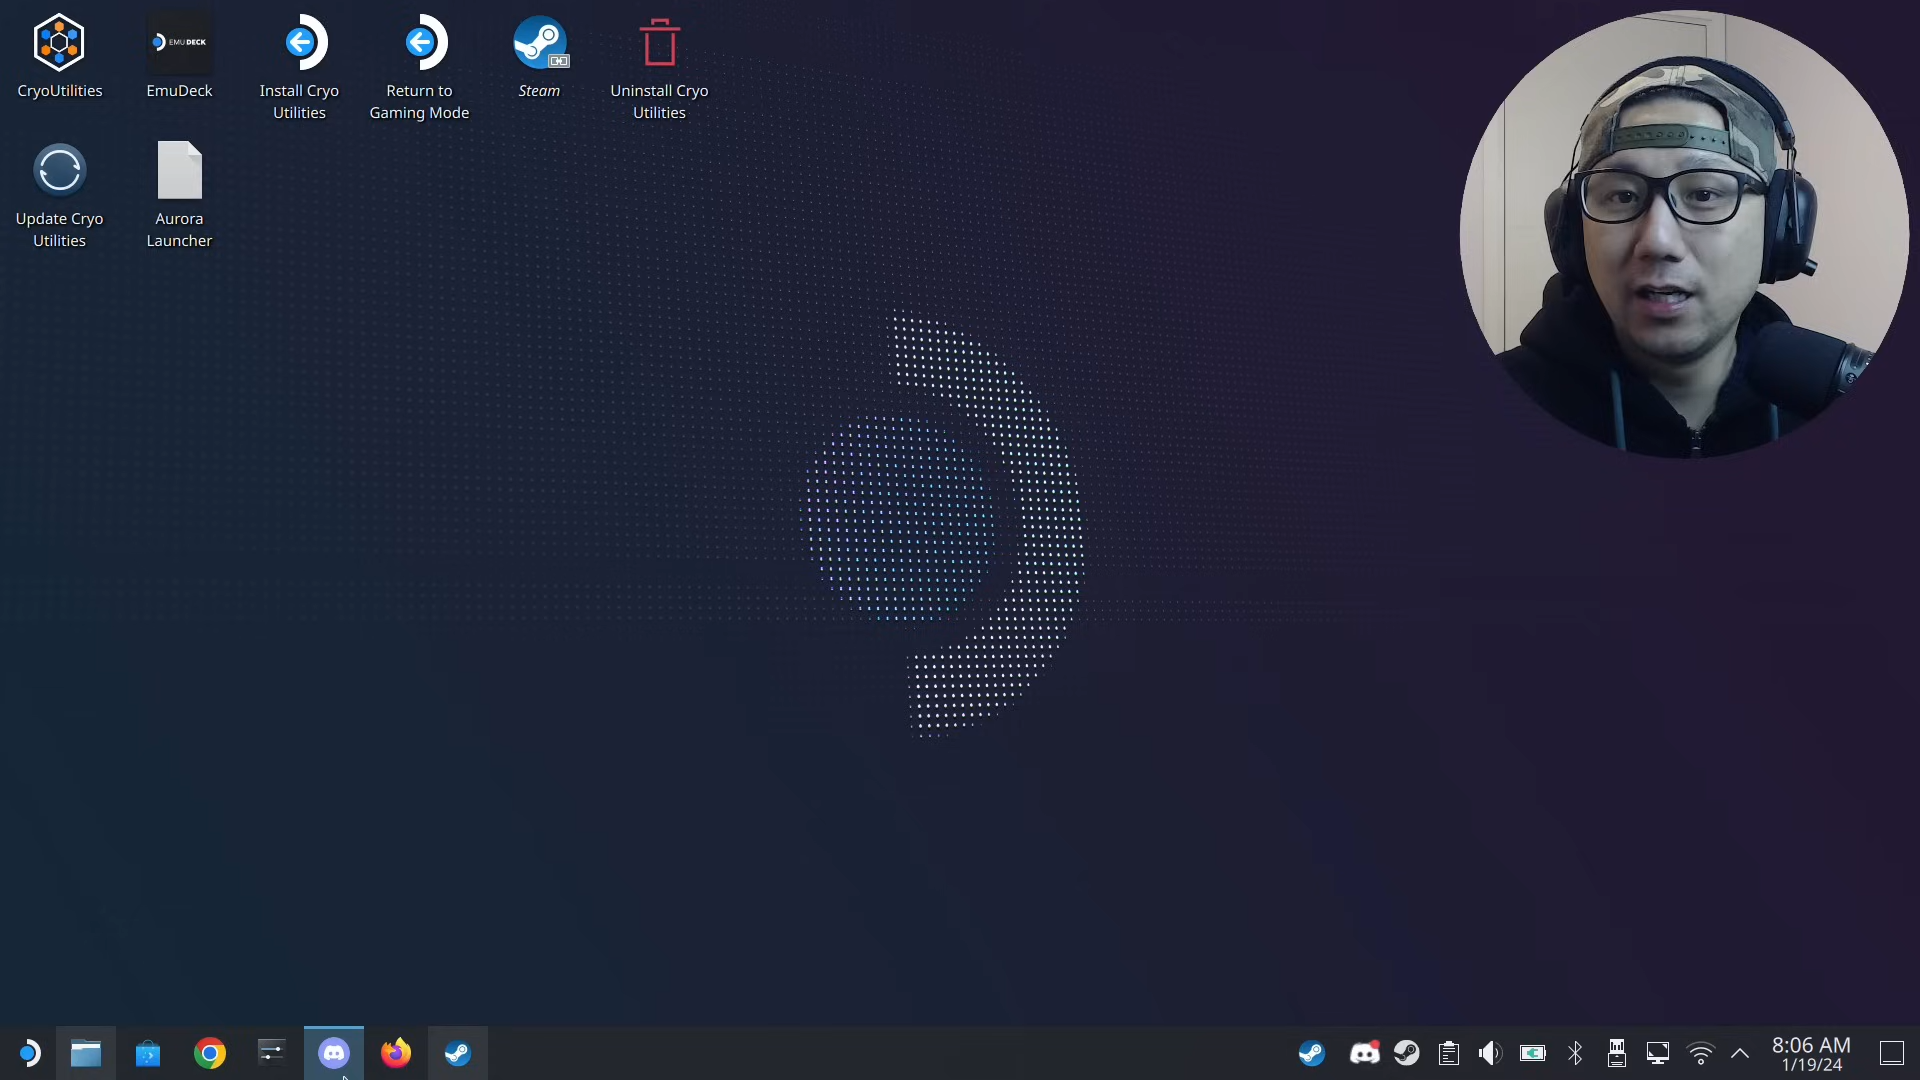 CryoUtilities
EMUDECK
EmuDeck
Install Cryo
Utilities
Return to
Gaming Mode
Steam
Uninstall Cryo
Utilities
Update Cryo
Utilities
Aurora
Launcher
8:06 AM
1/19/24